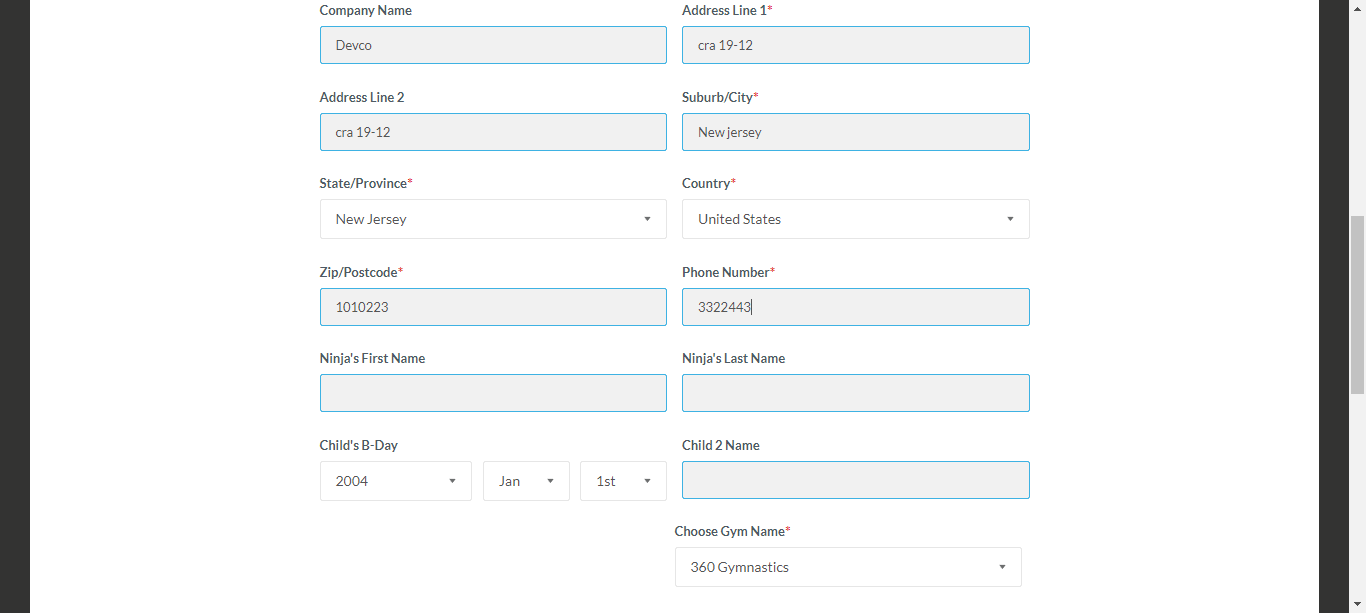 Company Name Address Line 1*
Devco cra 19-12
Address Line 2 Suburb/City*
cra 19-12 New jersey
State/Province* Country*
New Jersey United States
Zip/Postcode* Phone Number*
1010223 3322443
Ninja's First Name Ninja's Last Name
Child's B-Day Child 2 Name
2004 Jan 1st
Choose Gym Name*
360 Gymnastics